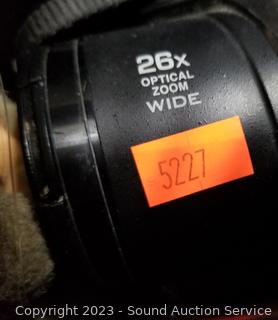 26x
OPTICAL
ZOOM
WIDE
5227
Copyright 2023 - Sound Auction Service